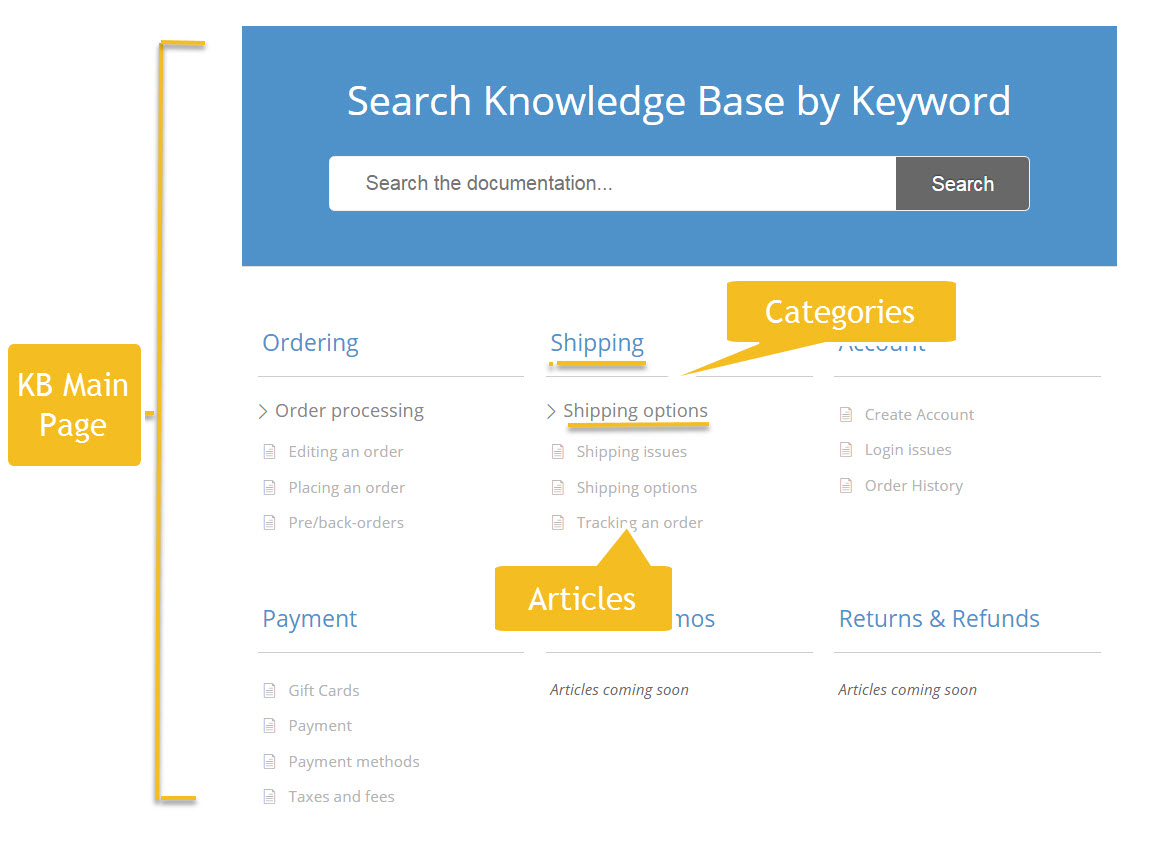 Search Knowledge Base by Keyword
Search the documentation...
Search
Categories
KB Main
Page
Ordering
Order processing
Editing an order
Placing an order
Pre/back-orders
Shipping
Shipping options
Shipping issues
Shipping options
Tracking an order
Articles
Create Account
Login issues
Order History
Payment
Gift Cards
Payment
Payment methods
Taxes and fees
Articles coming soon
Returns & Refunds
Articles coming soon